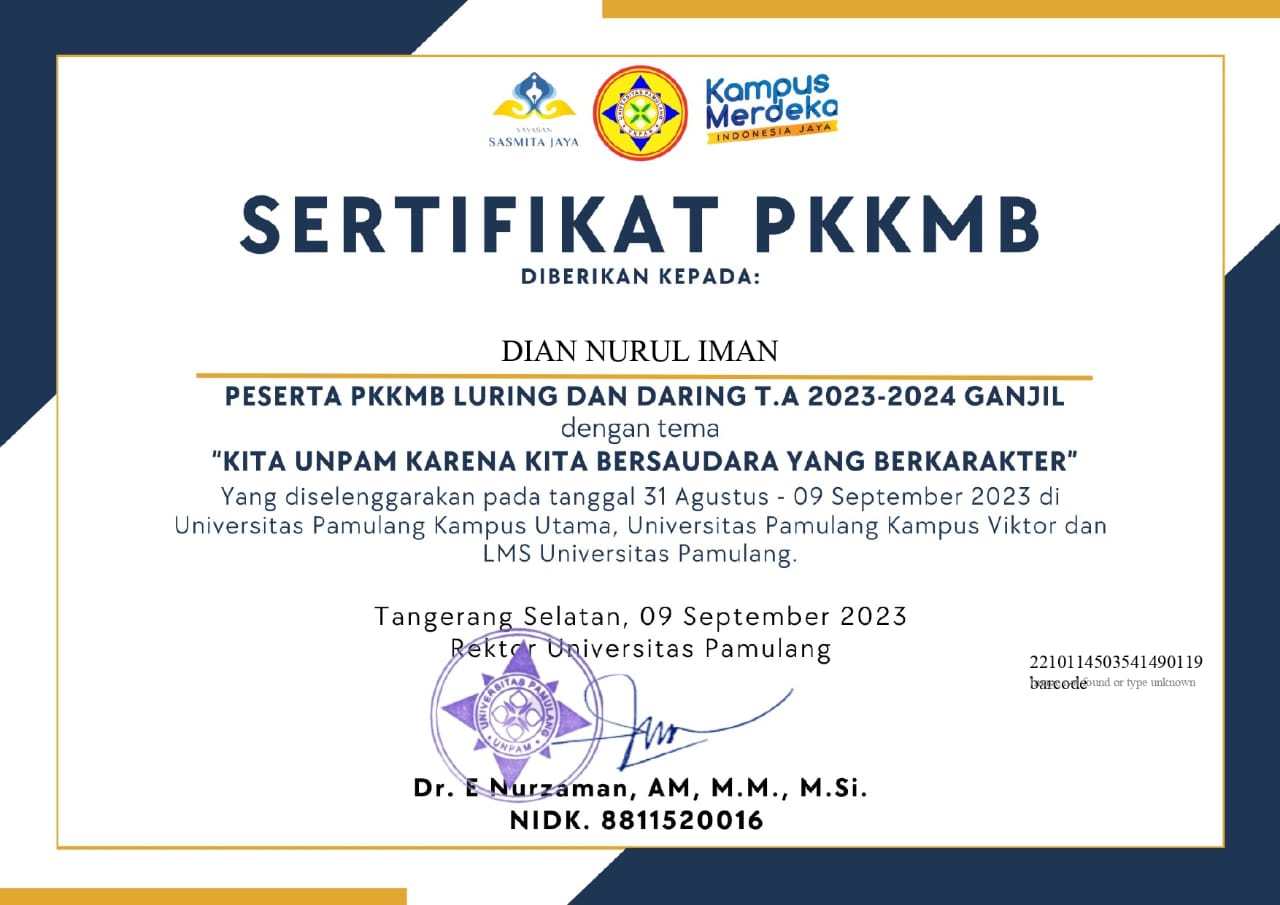 YAYASAN
SASMITA JAYA
UNIVERSITAS PAMULANG
UNPAM
Kampus
Merdeka
INDONESIA JAYA
SERTIFIKAT PKKMB
DIBERIKAN KEPADA:
DIAN NURUL IMAN
PESERTA PKKMB LURING DAN DARING T.A 2023-2024 GANJIL
dengan tema
"KITA UNPAM KARENA KITA BERSAUDARA YANG BERKARAKTER"
Yang diselenggarakan pada tanggal 31 Agustus - 09 September 2023 di
Universitas Pamulang Kampus Utama, Universitas Pamulang Kampus Viktor dan
LMS Universitas Pamulang.
Tangerang Selatan, 09 September 2023
Rektor Universitas Pamulang
2210114503541490119
barcode
found or type unknown
UNIVERSITAS PAMULANG
UNPAM
Dr. E Nurzaman, AM, M.M., M.Si.
NIDK. 8811520016